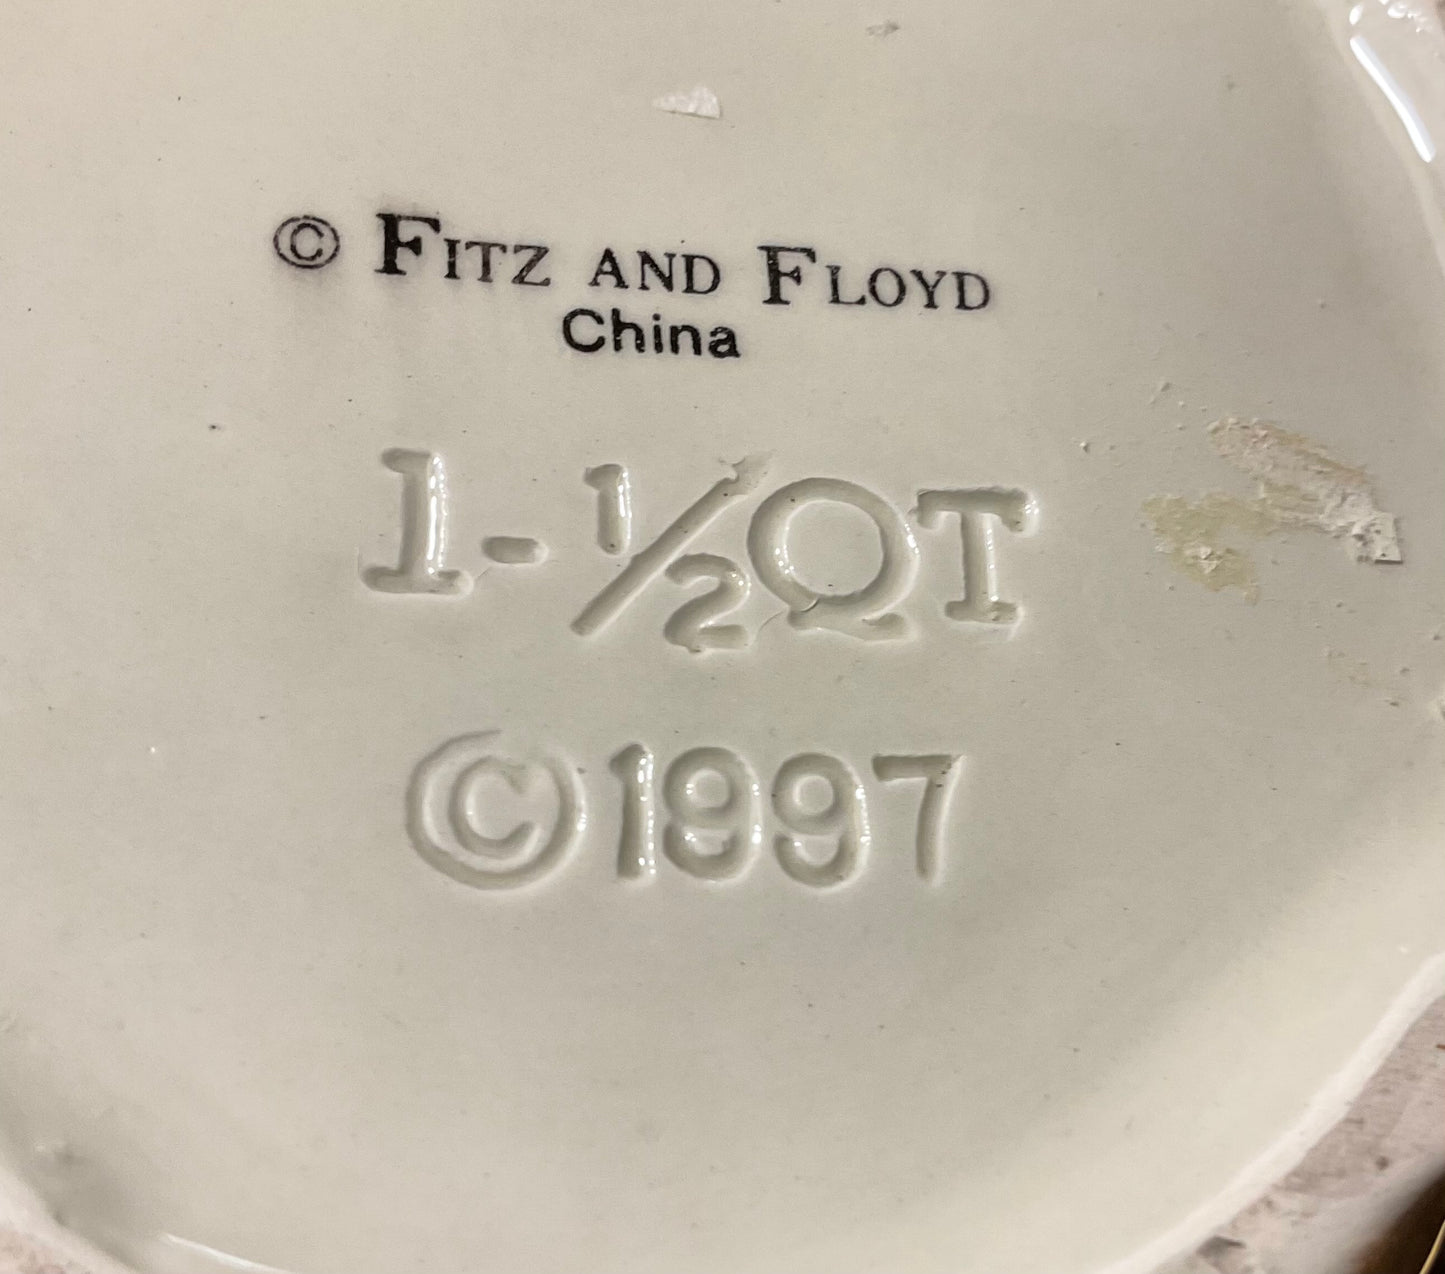 © FITZ AND FLOYD
China
1-½QT
©1997